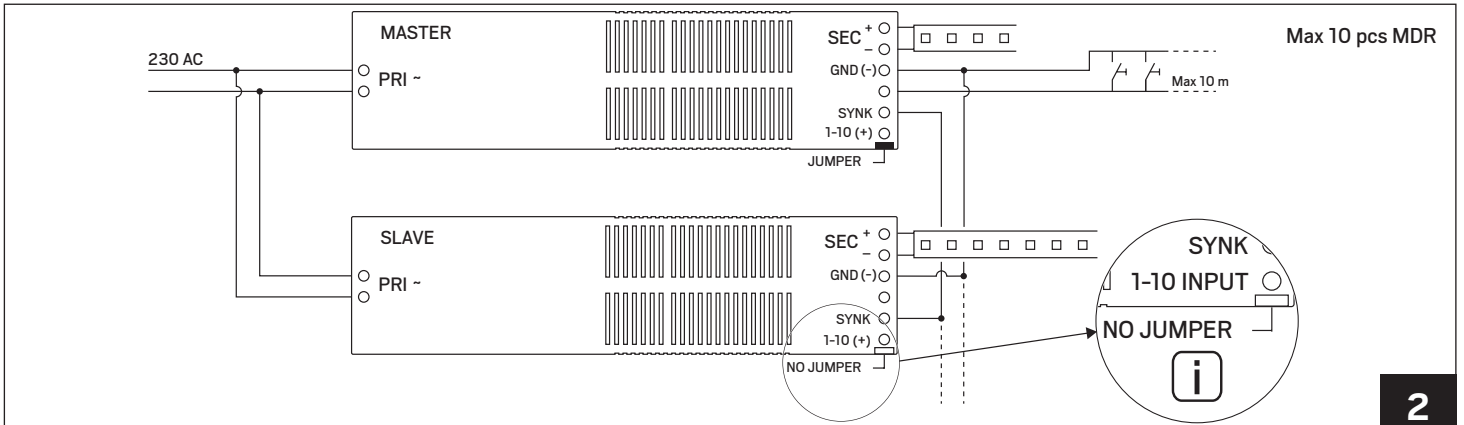 230 AC
MASTER
PRI ~
SEC + –
GND (-)
SYNK
1-10 (+)
JUMPER
Max 10 pcs MDR
Max 10 m
SLAVE
PRI ~
SEC + –
GND (-)
SYNK
1-10 (+)
NO JUMPER
SYNK
1-10 INPUT
NO JUMPER
i
2